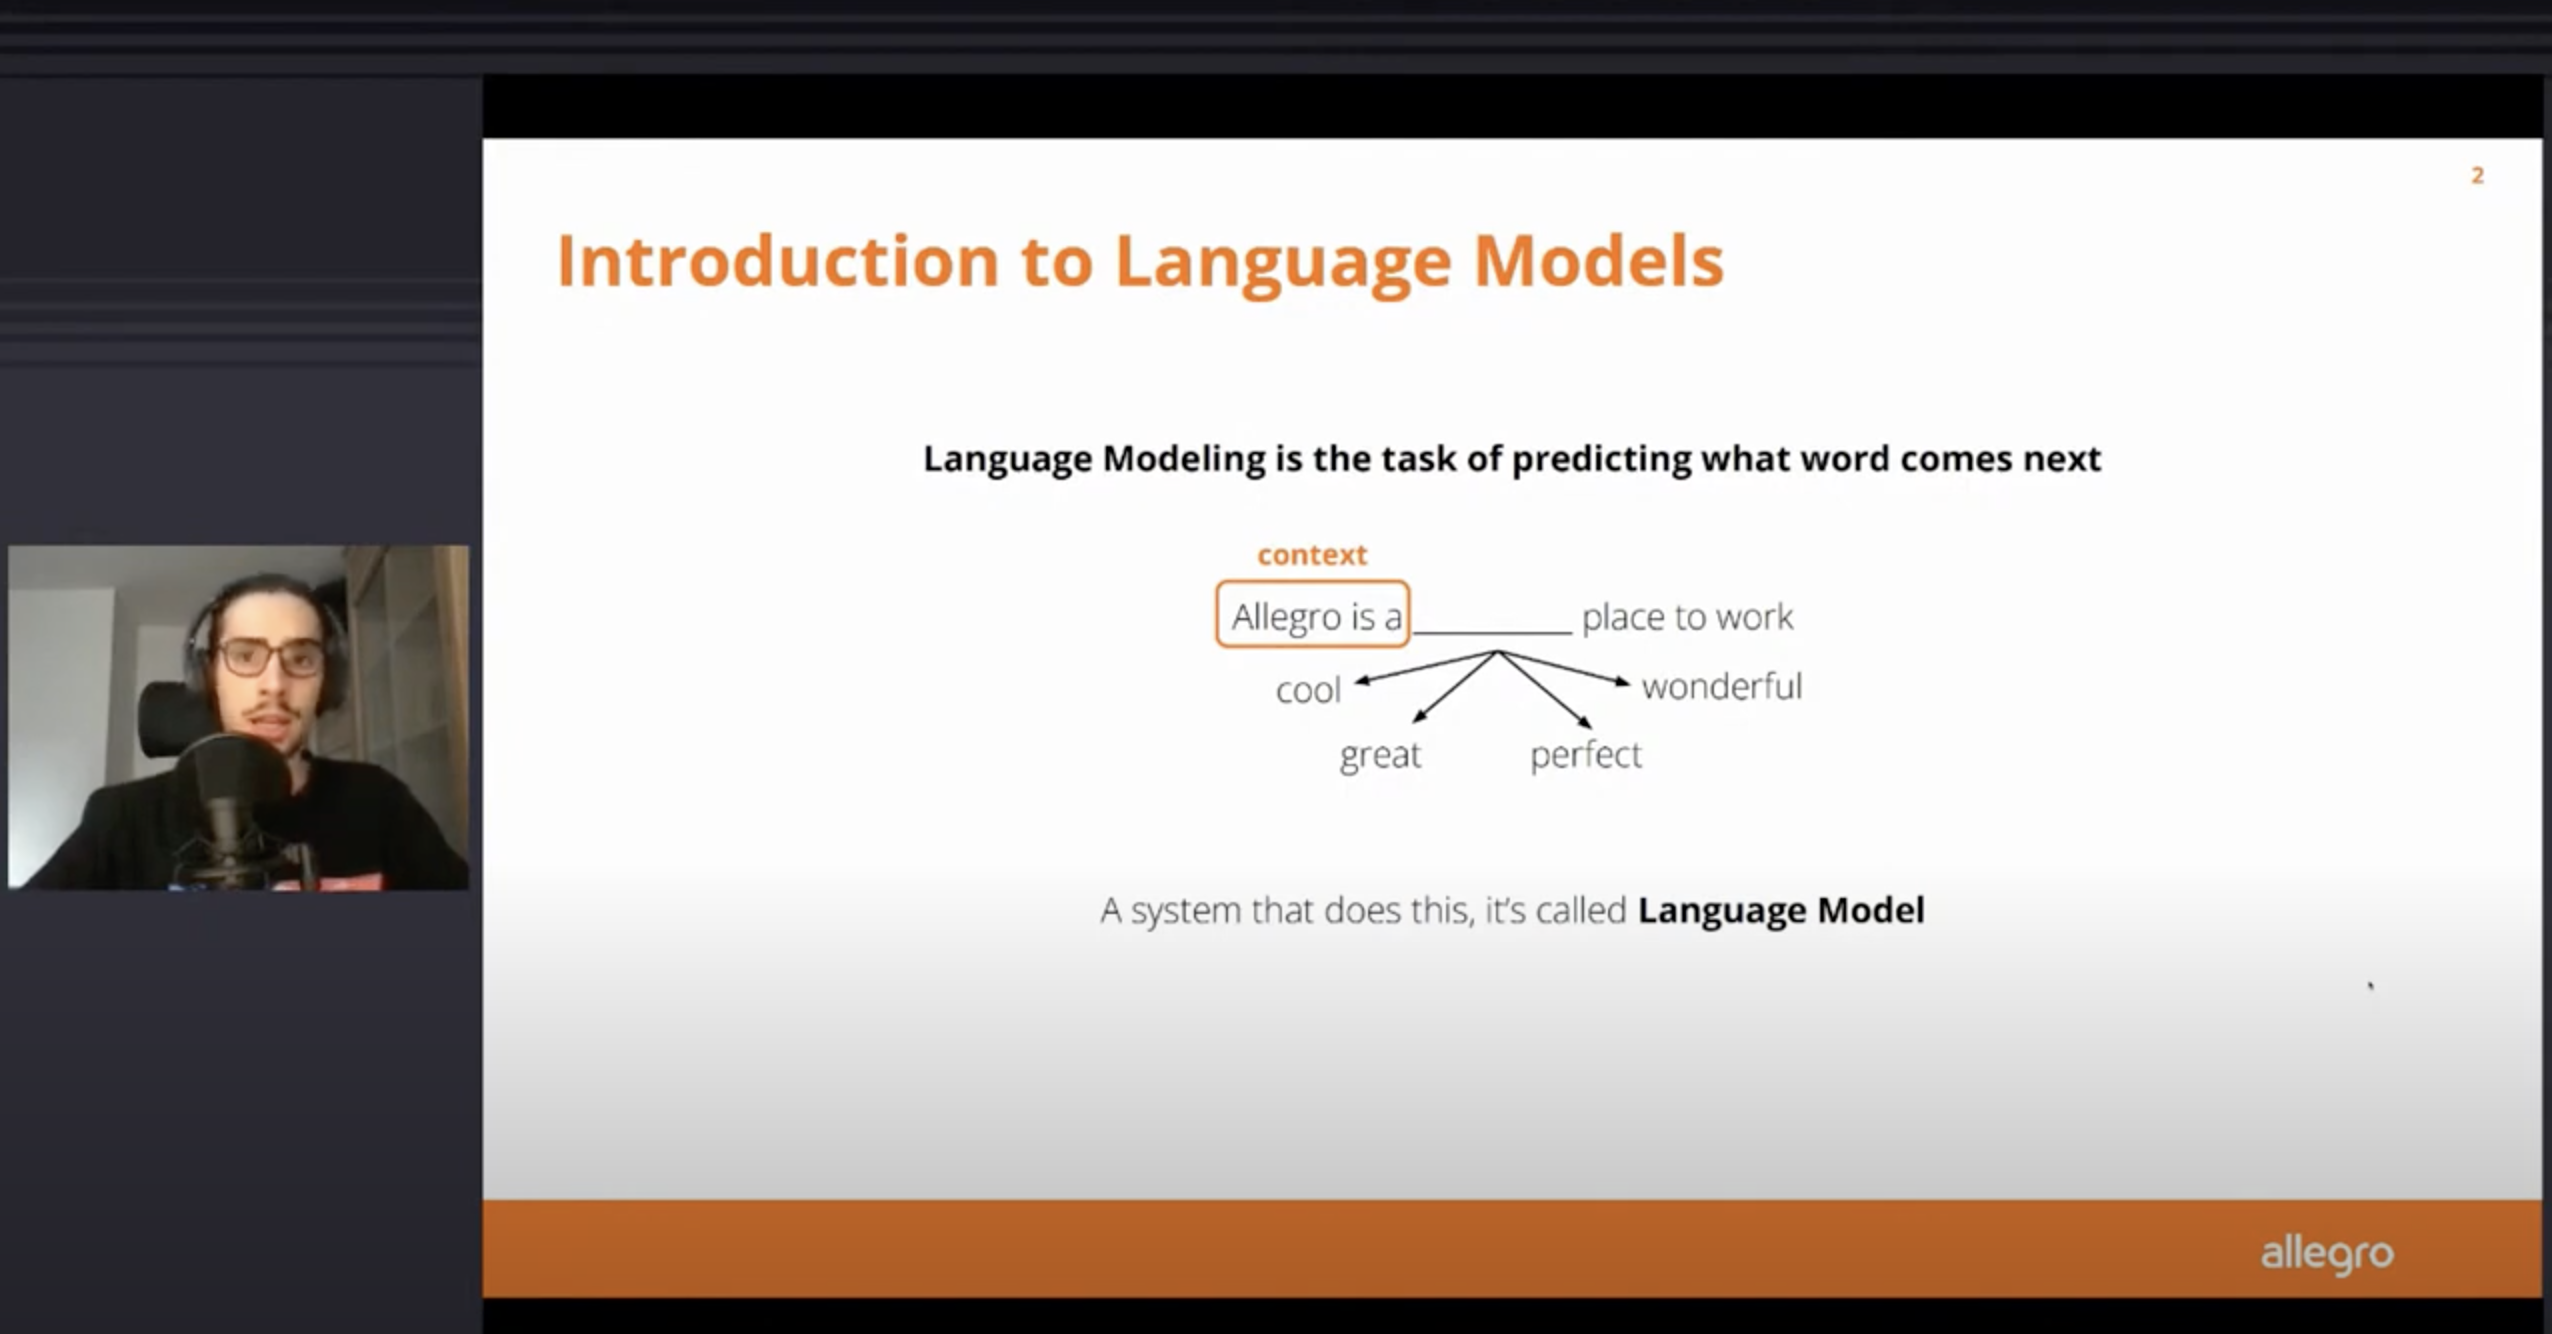 2
Introduction to Language Models
Language Modeling is the task of predicting what word comes next
context
Allegro is a ________ place to work
cool
wonderful
great
perfect
A system that does this, it's called Language Model
allegro